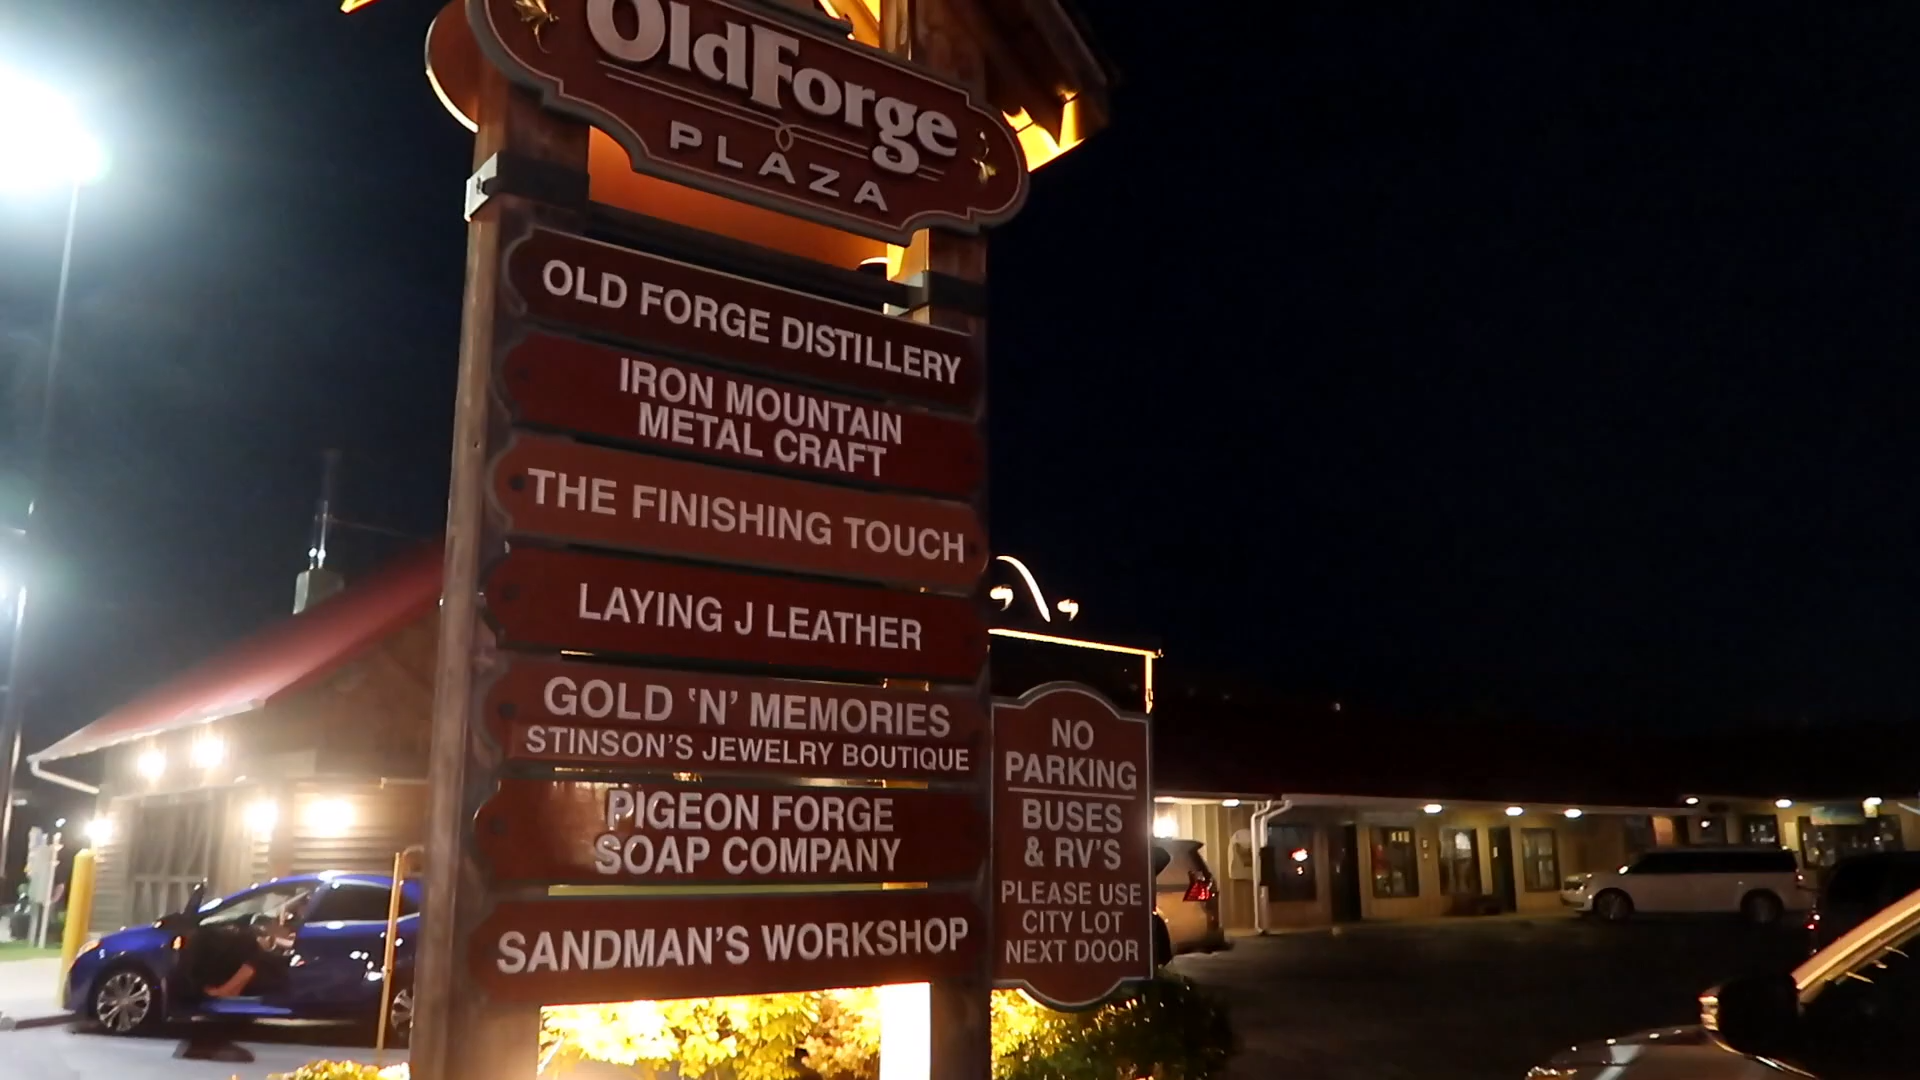 OldForge
PLAZA
OLD FORGE DISTILLERY
IRON MOUNTAIN
METAL CRAFT
THE FINISHING TOUCH
LAYING J LEATHER
GOLD 'N' MEMORIES
STINSON'S JEWELRY BOUTIQUE
PIGEON FORGE
SOAP COMPANY
SANDMAN'S WORKSHOP
NO
PARKING
BUSES
& RV'S
PLEASE USE
CITY LOT
NEXT DOOR